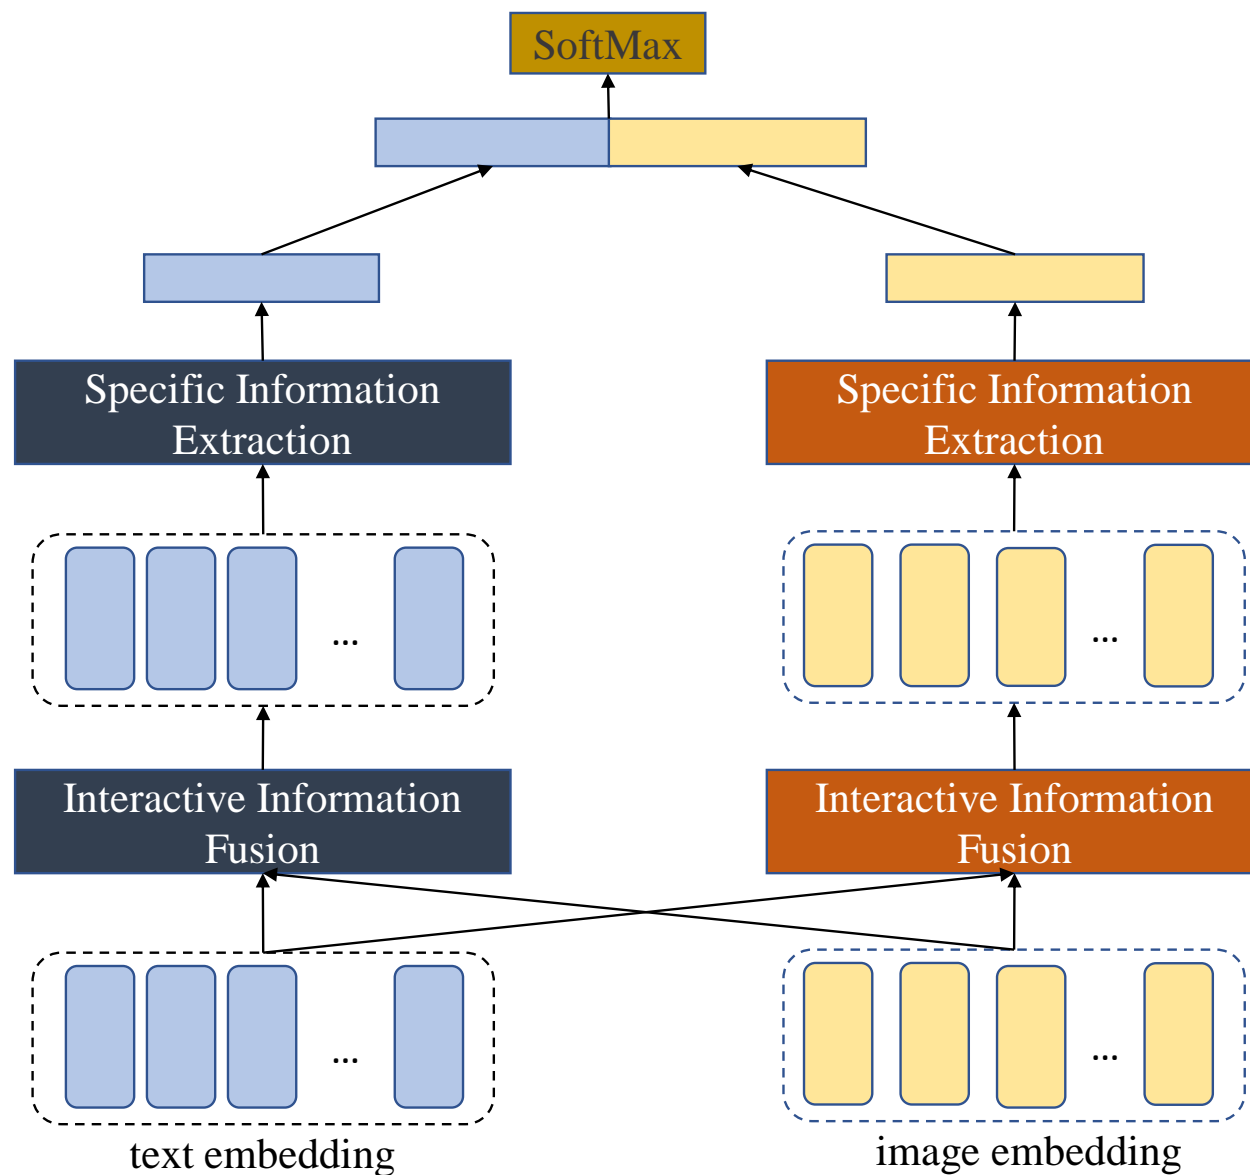 SoftMax
Specific Information
Extraction
Specific Information
Extraction
...
...
Interactive Information
Fusion
Interactive Information
Fusion
...
...
text embedding
image embedding